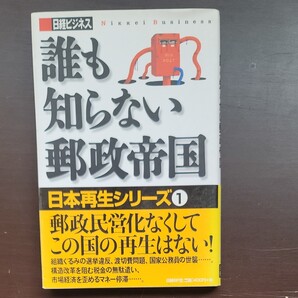 日経ビジネス
Nikkei Business
誰も
知らない
郵政帝国
日本再生シリーズ1
郵政民営化なくして
この国の再生はない!
組織ぐるみの選挙違反、渡切費問題、国家公務員の世襲……
構造改革を阻む税金の無駄遣い、
市場経済を歪めるマネー停滞……